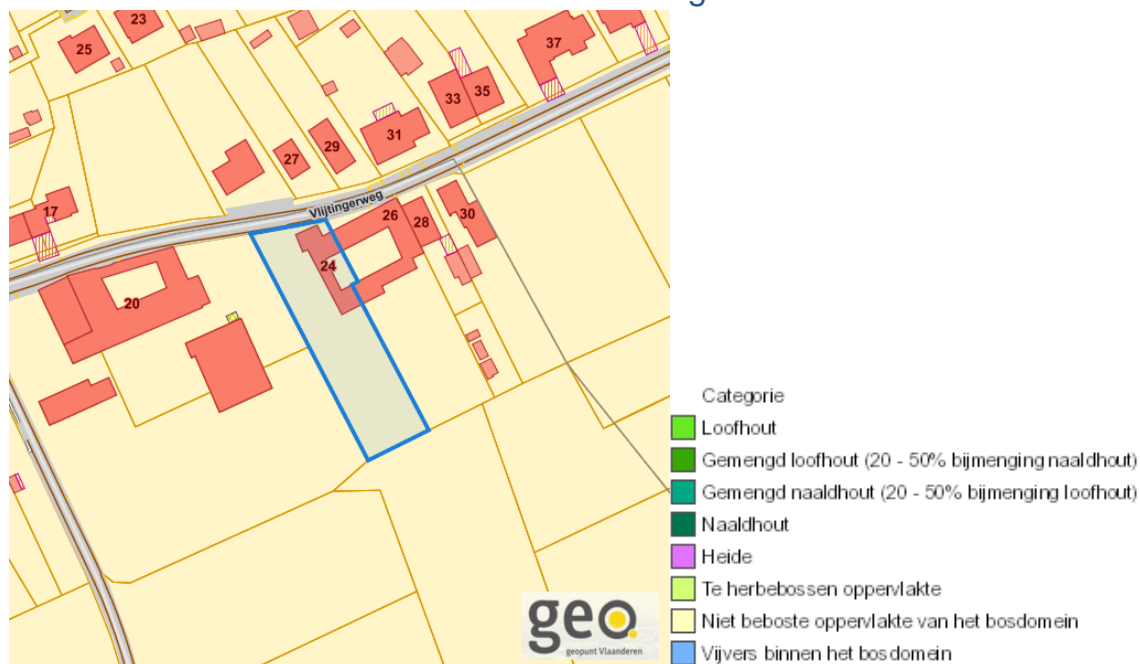 g
23
25
37
33
35
31
29
27
17
Vlijtingerweg
26
28
30
24
20
Categorie
Loofhout
Gemengd loofhout (20 - 50% bijmenging naaldhout)
Gemengd naaldhout (20 - 50% bijmenging loofhout)
Naaldhout
Heide
Te herbebossen oppervlakte
Niet beboste oppervlakte van het bosdomein
Vijvers binnen het bosdomein
geo.
geopunt Vlaanderen